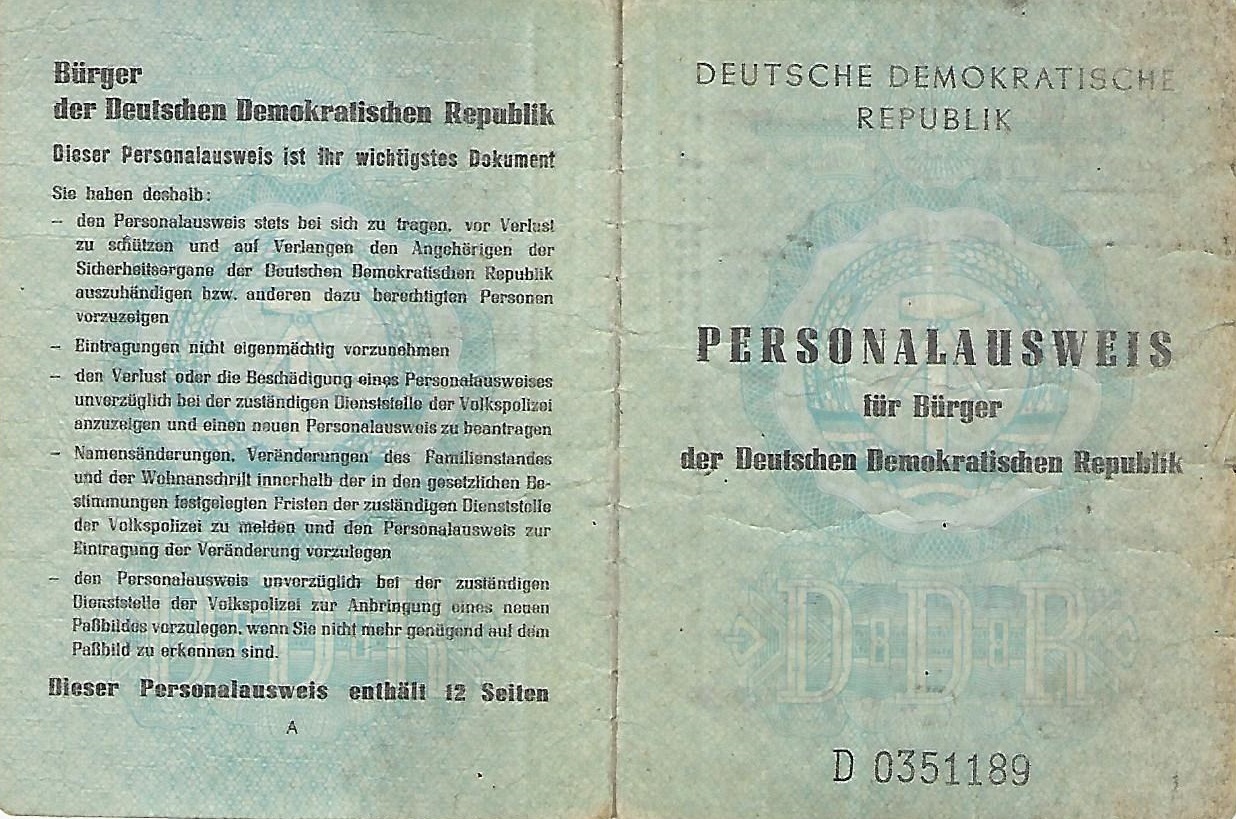 Bürger
der Deutschen Demokratischen Republik
Dieser Personalausweis ist Ihr wichtigstes Dokument
Sie haben deshalb:
– den Personalausweis stets bei sich zu tragen, vor Verlust
zu schützen und auf Verlangen den Angehörigen der
Sicherheitsorgane der Deutschen Demokratischen Republik
auszuhändigen bzw. anderen dazu berechtigten Personen
vorzuzeigen
– Eintragungen nicht eigenmächtig vorzunehmen
– den Verlust oder die Beschädigung eines Personalausweises
unverzüglich bei der zuständigen Dienststelle der Volkspolizei
anzuzeigen und einen neuen Personalausweis zu beantragen
– Namensänderungen, Veränderungen des Familienstandes
und der Wohnanschrift innerhalb der in den gesetzlichen Be-
stimmungen festgelegten Fristen der zuständigen Dienststelle
der Volkspolizei zu melden und den Personalausweis zur
Eintragung der Veränderung vorzulegen
– den Personalausweis unverzüglich bei der zuständigen
Dienststelle der Volkspolizei zur Anbringung eines neuen
Paßbildes vorzulegen, wenn Sie nicht mehr genügend auf dem
Paßbild zu erkennen sind.
Dieser Personalausweis enthält 12 Seiten
A
DDR
DEUTSCHE DEMOKRATISCHE
REPUBLIK
PERSONALAUSWEIS
für Bürger
der Deutschen Demokratischen Republik
DDR
D 0351189
1